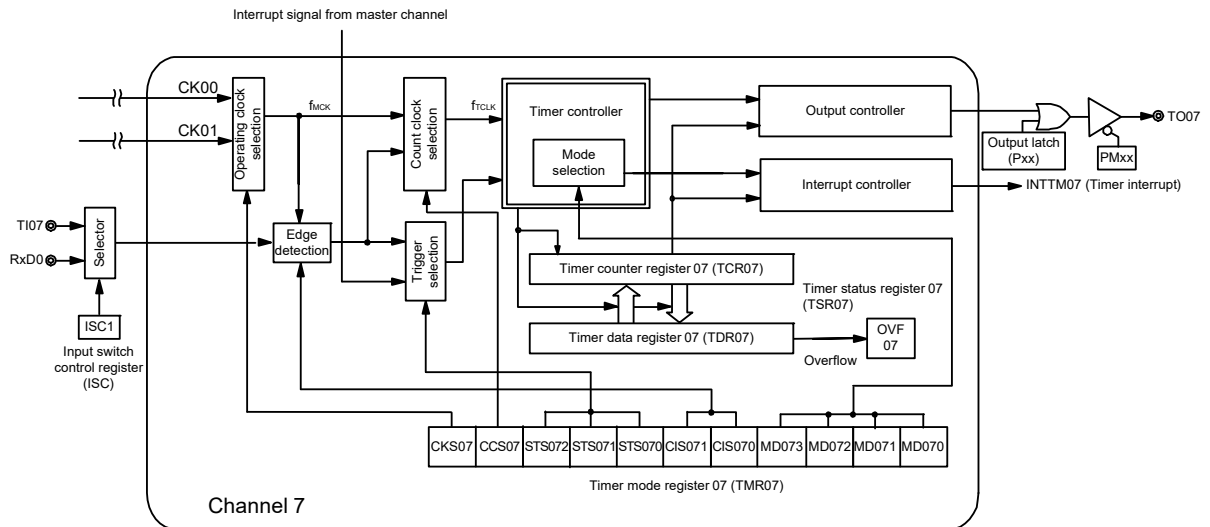 Interrupt signal from master channel
CK00
CK01
Operating clock
selection
fMCK
Count clock
selection
fTCLK
Timer controller
Mode
selection
Output controller
Interrupt controller
Output latch
(Pxx)
PMxx
TO07
INTTM07 (Timer interrupt)
TI07
RxD0
Selector
Edge
detection
Trigger
selection
ISC1
Input switch
control register
(ISC)
Timer counter register 07 (TCR07)
Timer status register 07
(TSR07)
Timer data register 07 (TDR07)
Overflow
OVF
07
CKS07 CCS07 STS072 STS071 STS070 CIS071 CIS070 MD073 MD072 MD071 MD070
Timer mode register 07 (TMR07)
Channel 7